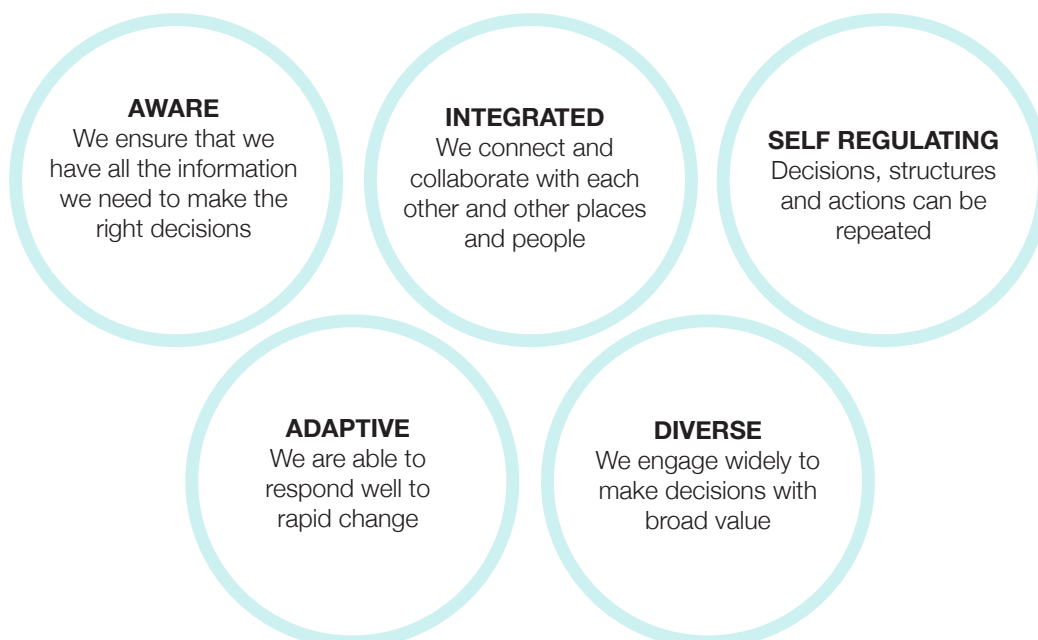 AWARE
We ensure that we
have all the information
we need to make the
right decisions
INTEGRATED
We connect and
collaborate with each
other and other places
and people
SELF REGULATING
Decisions, structures
and actions can be
repeated
ADAPTIVE
We are able to
respond well to
rapid change
DIVERSE
We engage widely to
make decisions with
broad value